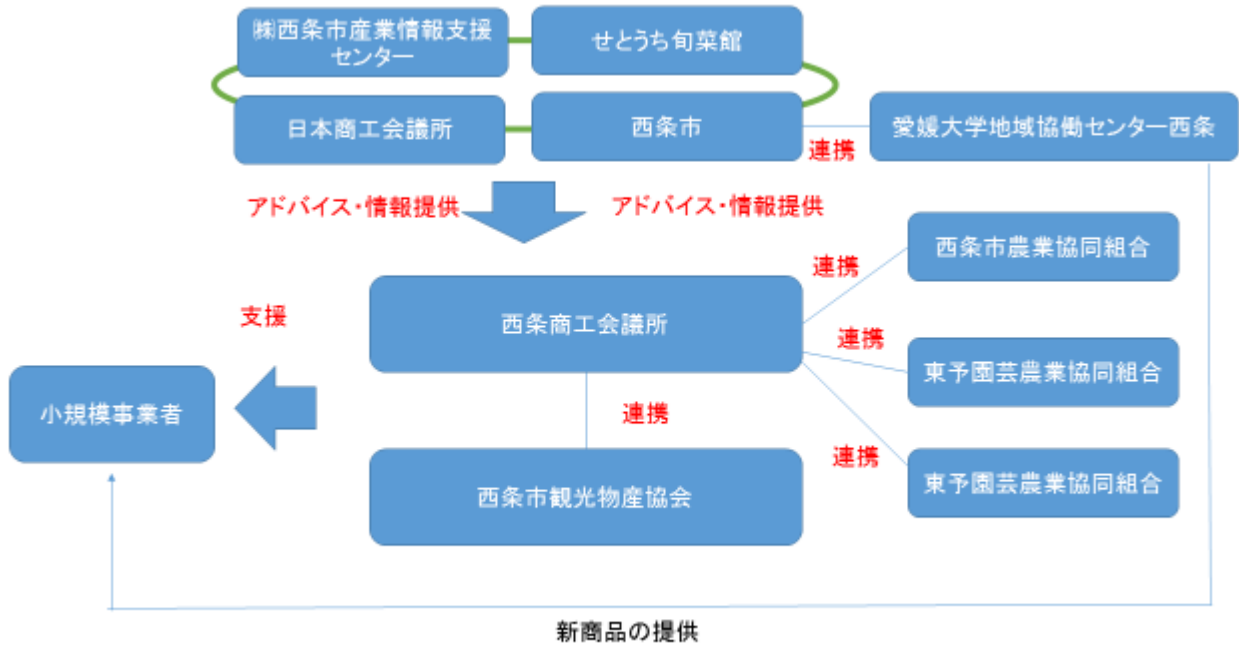 ㈱西条市産業情報支援
センター
せとうち旬菜館
日本商工会議所
西条市
愛媛大学地域協働センター西条
連携
アドバイス・情報提供
アドバイス・情報提供
西条市農業協同組合
連携
西条商工会議所
支援
連携
東予園芸農業協同組合
小規模事業者
連携
連携
東予園芸農業協同組合
西条市観光物産協会
新商品の提供